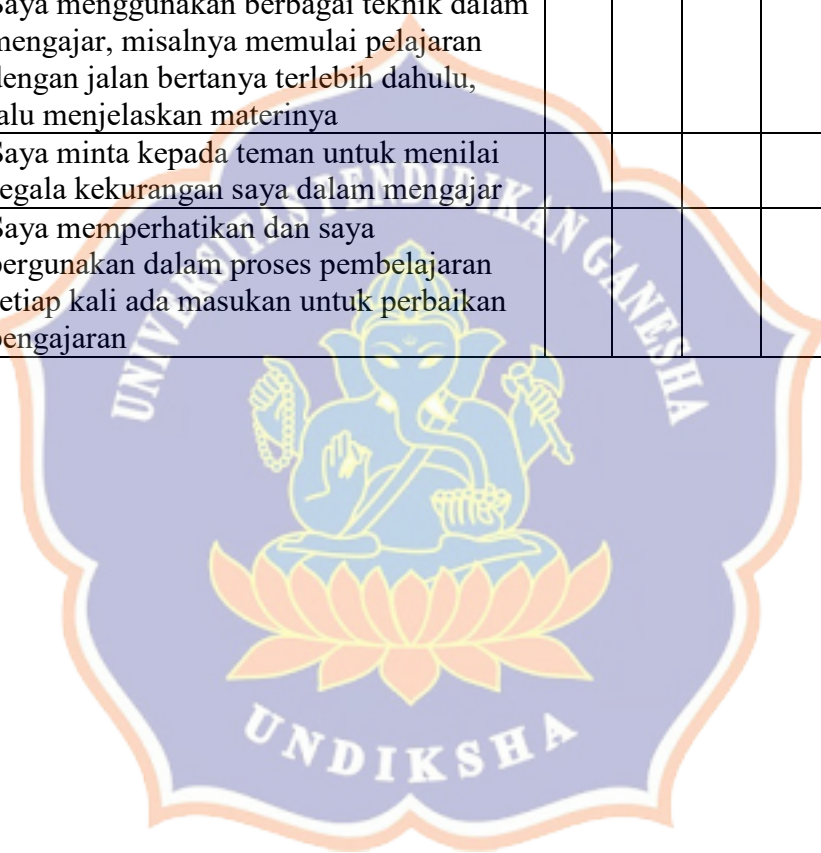 Saya menggunakan berbagai teknik dalam
mengajar, misalnya memulai pelajaran
dengan jalan bertanya terlebih dahulu,
lalu menjelaskan materinya
Saya minta kepada teman untuk menilai
segala kekurangan saya dalam mengajar
Saya memperhatikan dan saya
pergunakan dalam proses pembelajaran
setiap kali ada masukan untuk perbaikan
pengajaran
UNIVERSITAS PENDIDIKAN GANESHA
UNDIKSHA